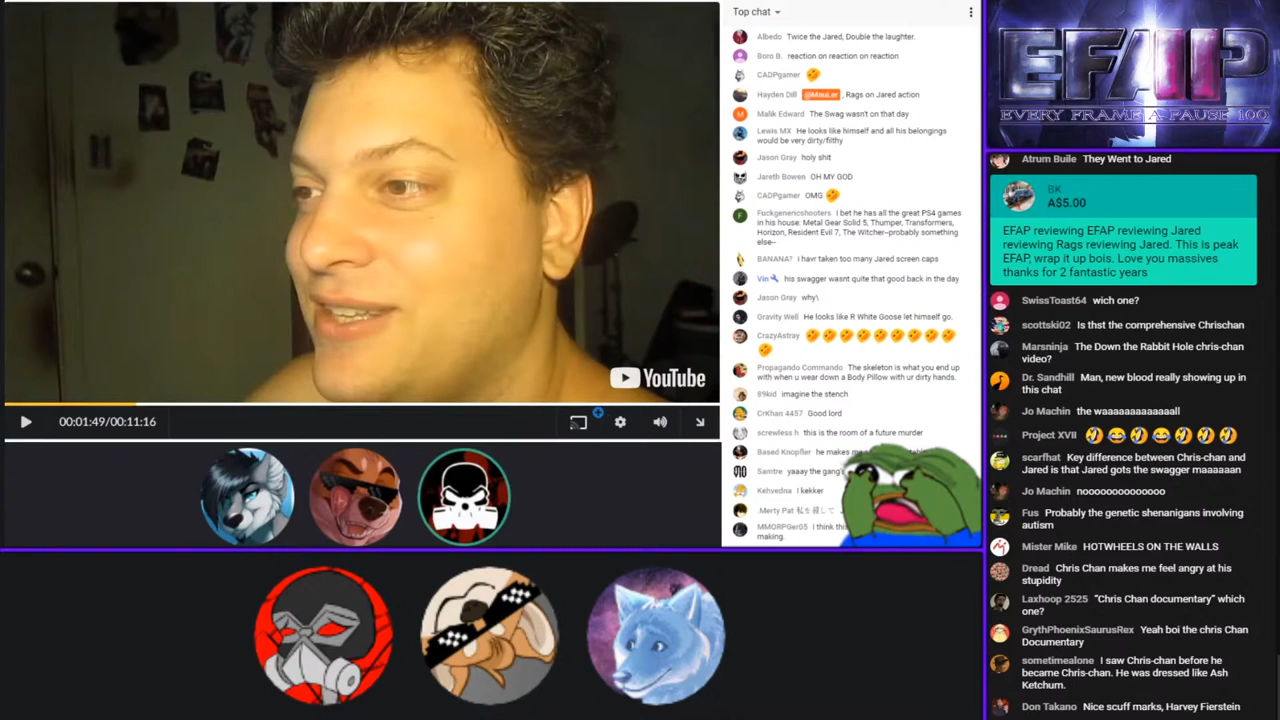 Top chat
Albedo Twice the Jared, Double the laughter.
Boro B. reaction on reaction on reaction
CADPgamer
Hayden Dill @MauLer , Rags on Jared action
Malik Edward The Swag wasn't on that day
Lewis MX He looks like himself and all his belongings
would be very dirty/filthy
Jason Gray holy shit
Jareth Bowen OH MY GOD
CADPgamer OMG
Fuckgenericshooters I bet he has all the great PS4 games
in his house: Metal Gear Solid 5, Thumper, Transformers,
Horizon, Resident Evil 7, The Witcher--probably something
else--
BANANA? i havr taken too many Jared screen caps
Vin his swagger wasnt quite that good back in the day
Jason Gray why\
Gravity Well He looks like R White Goose let himself go.
CrazyAstray
Propagando Commando The skeleton is what you end up
with when u wear down a Body Pillow with ur dirty hands.
89kid imagine the stench
CrKhan 4457 Good lord
screwless h this is the room of a future murder
Based Knopfler he makes me
Samtre yaaay the gang's
Kehvedna I kekker
.Merty Pat 私を殺して
MMORPGer05 I think
making.
YouTube
00:01:49/00:11:16
EFAP
EVERY FRAME A PAUSE 100
Atrum Buile They Went to Jared
BK
A$5.00
EFAP reviewing EFAP reviewing Jared
reviewing Rags reviewing Jared. This is peak
EFAP, wrap it up bois. Love you massives
thanks for 2 fantastic years
SwissToast64 wich one?
scottski02 Is thst the comprehensive Chrischan
Marsninja The Down the Rabbit Hole chris-chan
video?
Dr. Sandhill Man, new blood really showing up in
this chat
Jo Machin the waaaaaaaaaaaall
Project XVII
scarfhat Key difference between Chris-chan and
Jared is that Jared gots the swagger mnaaaaan
Jo Machin nooooooooooooo
Fus Probably the genetic shenanigans involving
autism
Mister Mike HOTWHEELS ON THE WALLS
Dread Chris Chan makes me feel angry at his
stupidity
Laxhoop 2525 “Chris Chan documentary” which
one?
GrythPhoenixSaurusRex Yeah boi the chris Chan
Documentary
sometimealone I saw Chris-chan before he
became Chris-chan. He was dressed like Ash
Ketchum.
Don Takano Nice scuff marks, Harvey Fierstein